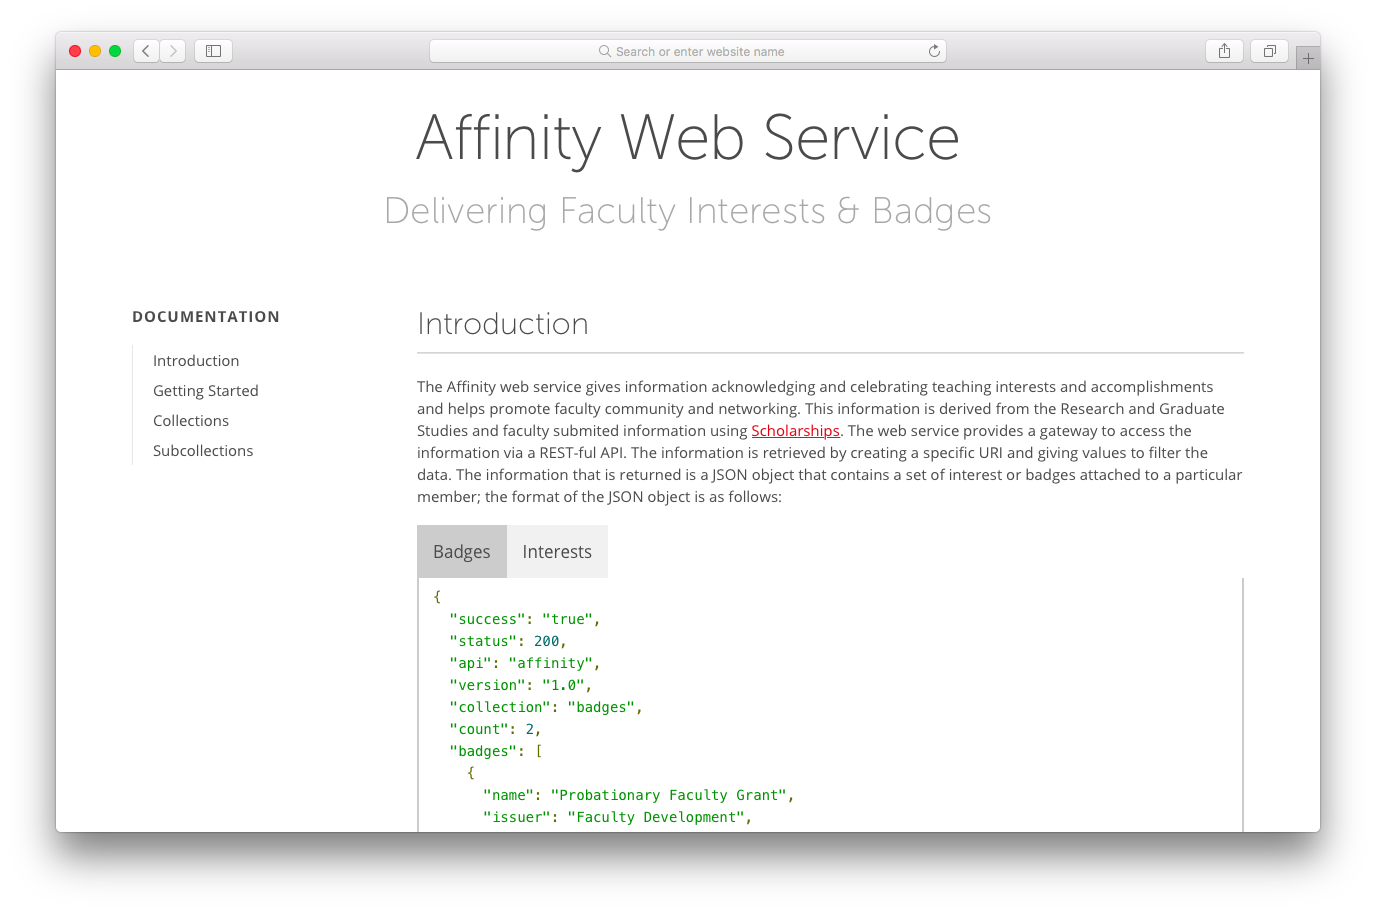 Search or enter website name
Affinity Web Service
Delivering Faculty Interests & Badges
DOCUMENTATION
Introduction
Getting Started
Collections
Subcollections
Introduction
The Affinity web service gives information acknowledging and celebrating teaching interests and accomplishments
and helps promote faculty community and networking. This information is derived from the Research and Graduate
Studies and faculty submited information using Scholarships. The web service provides a gateway to access the
information via a REST-ful API. The information is retrieved by creating a specific URI and giving values to filter the
data. The information that is returned is a JSON object that contains a set of interest or badges attached to a particular
member; the format of the JSON object is as follows:
Badges Interests
{
"success": "true",
"status": 200,
"api": "affinity",
"version": "1.0",
"collection": "badges",
"count": 2,
"badges": [
{
"name": "Probationary Faculty Grant",
"issuer": "Faculty Development",